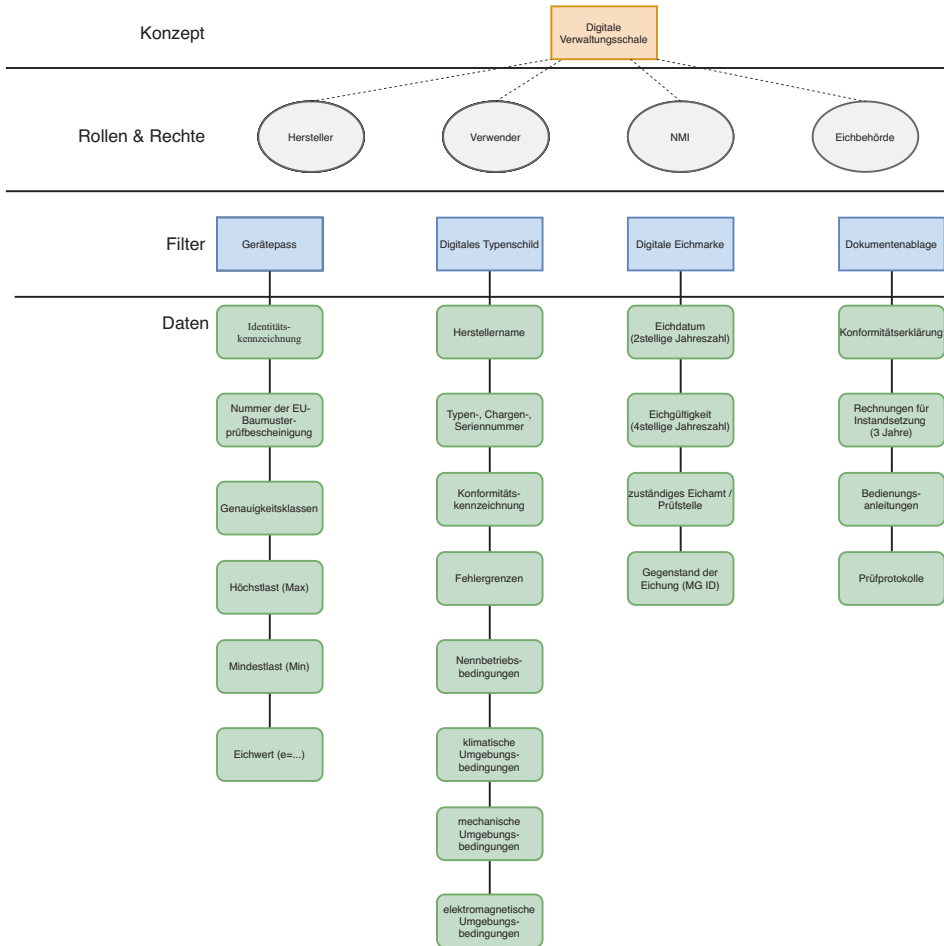 Konzept
Digitale
Verwaltungsschale
Rollen & Rechte
Hersteller
Verwender
NMI
Eichbehörde
Filter
Gerätepass
Digitales Typenschild
Digitale Eichmarke
Dokumentenablage
Daten
Identitäts-
kennzeichnung
Nummer der EU-
Baumuster-
prüfbescheinigung
Genauigkeitsklassen
Höchstlast (Max)
Mindestlast (Min)
Eichwert (e=...)
Herstellername
Typen-, Chargen-,
Seriennummer
Konformitäts-
kennzeichnung
Fehlergrenzen
Nennbetriebs-
bedingungen
klimatische
Umgebungs-
bedingungen
mechanische
Umgebungs-
bedingungen
elektromagnetische
Umgebungs-
bedingungen
Eichdatum
(2stellige Jahreszahl)
Eichgültigkeit
(4stellige Jahreszahl)
zuständiges Eichamt /
Prüfstelle
Gegenstand der
Eichung (MG ID)
Konformitätserklärung
Rechnungen für
Instandsetzung
(3 Jahre)
Bedienungs-
anleitungen
Prüfprotokolle